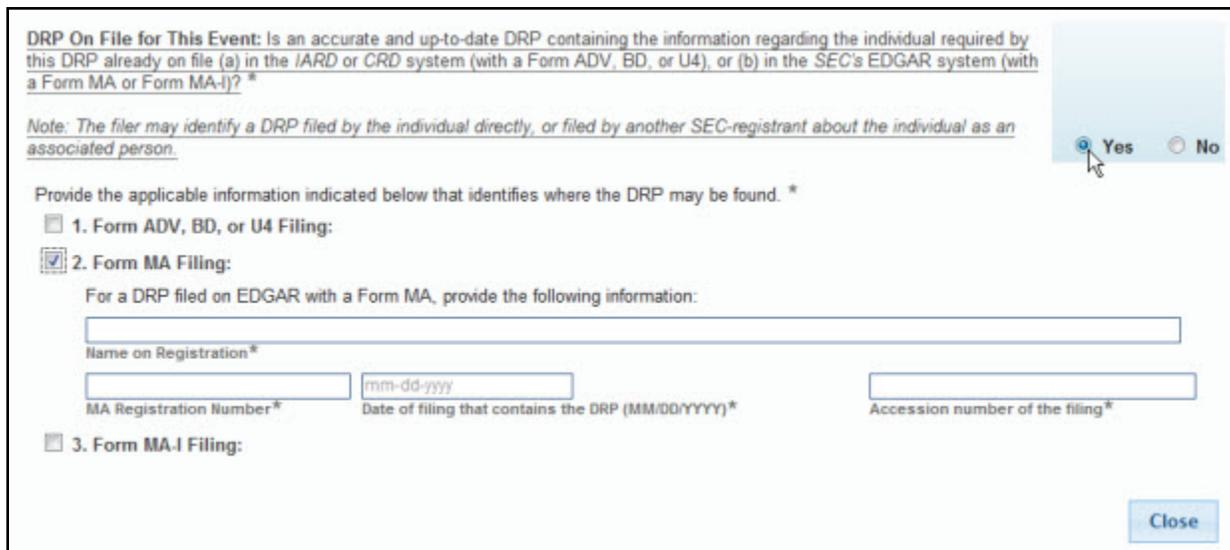 DRP On File for This Event: Is an accurate and up-to-date DRP containing the information regarding the individual required by
this DRP already on file (a) in the IARD or CRD system (with a Form ADV, BD, or U4), or (b) in the SEC's EDGAR system (with
a Form MA or Form MA-I)? *
Note: The filer may identify a DRP filed by the individual directly, or filed by another SEC-registrant about the individual as an
associated person.
Yes No
Provide the applicable information indicated below that identifies where the DRP may be found. *
1. Form ADV, BD, or U4 Filing:
2. Form MA Filing:
For a DRP filed on EDGAR with a Form MA, provide the following information:
Name on Registration*
mm-dd-yyyy
MA Registration Number* Date of filing that contains the DRP (MM/DD/YYYY)* Accession number of the filing*
3. Form MA-I Filing:
Close